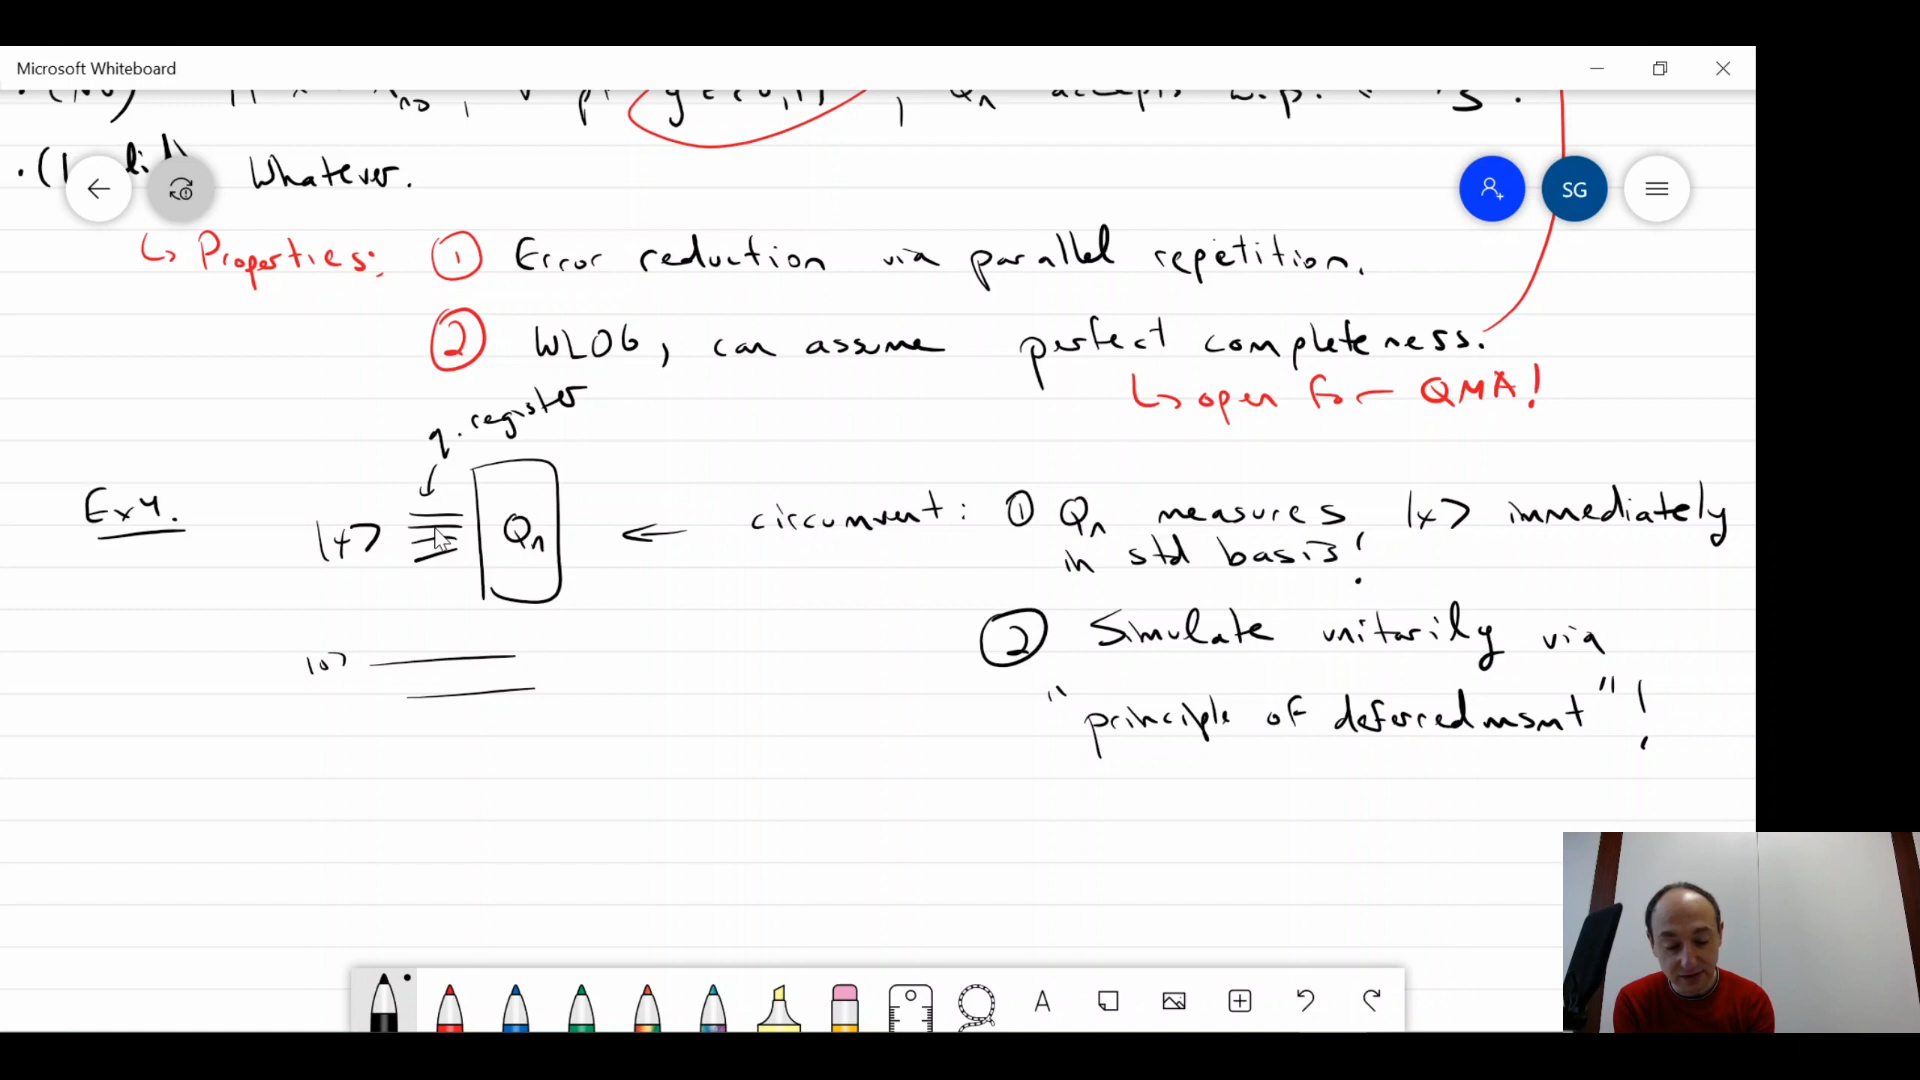 Microsoft Whiteboard
Whatever.
SG
↳ Properties: ① Error reduction via parallel repetition.
② WLOG, can assume perfect completeness.
↳ open for QMA!
q. register
Ex 4.
|ψ> Qn ← circumvent: ① Qn measures |x> immediately
in std basis!
② Simulate unitarily via
|0>
"principle of deferred msmt"!
A